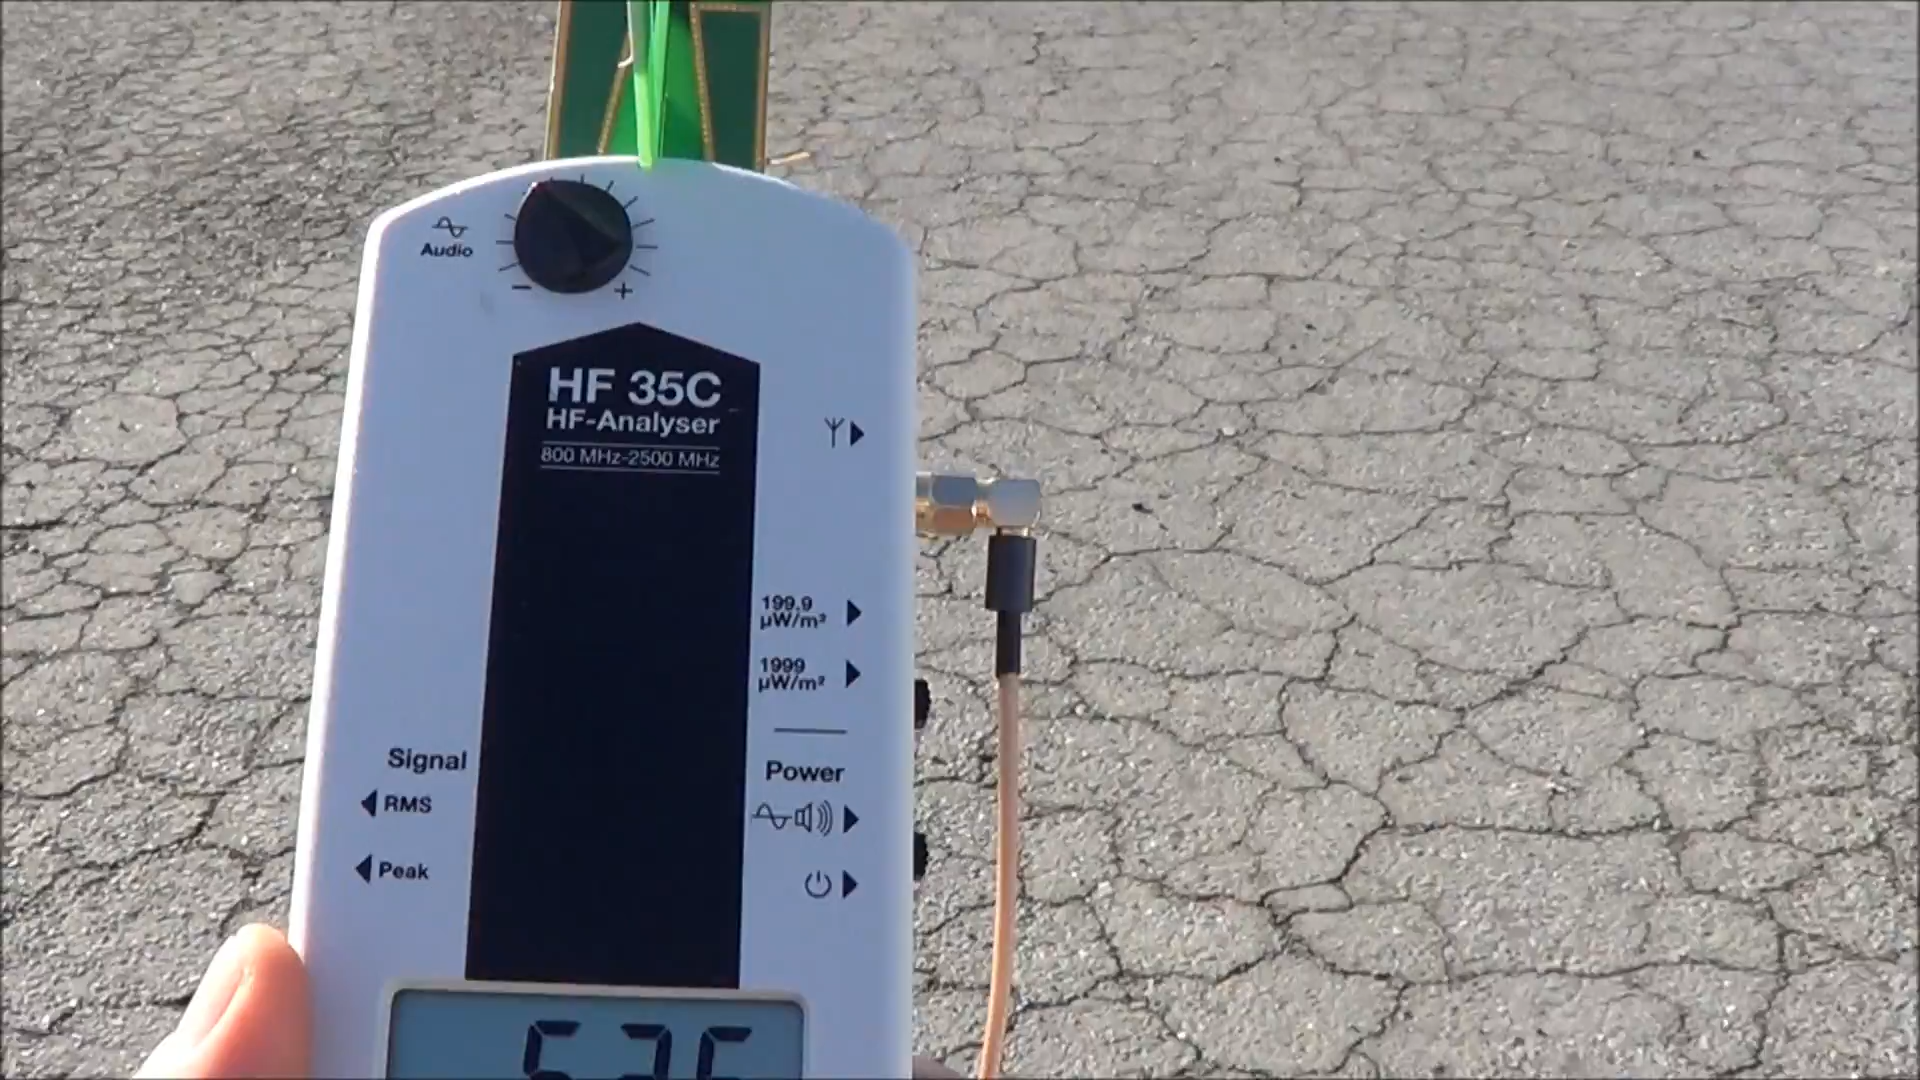 Audio
- +
HF 35C
HF-Analyser
800 MHz-2500 MHz
199.9
µW/m²
1999
µW/m²
Signal
RMS
Peak
Power